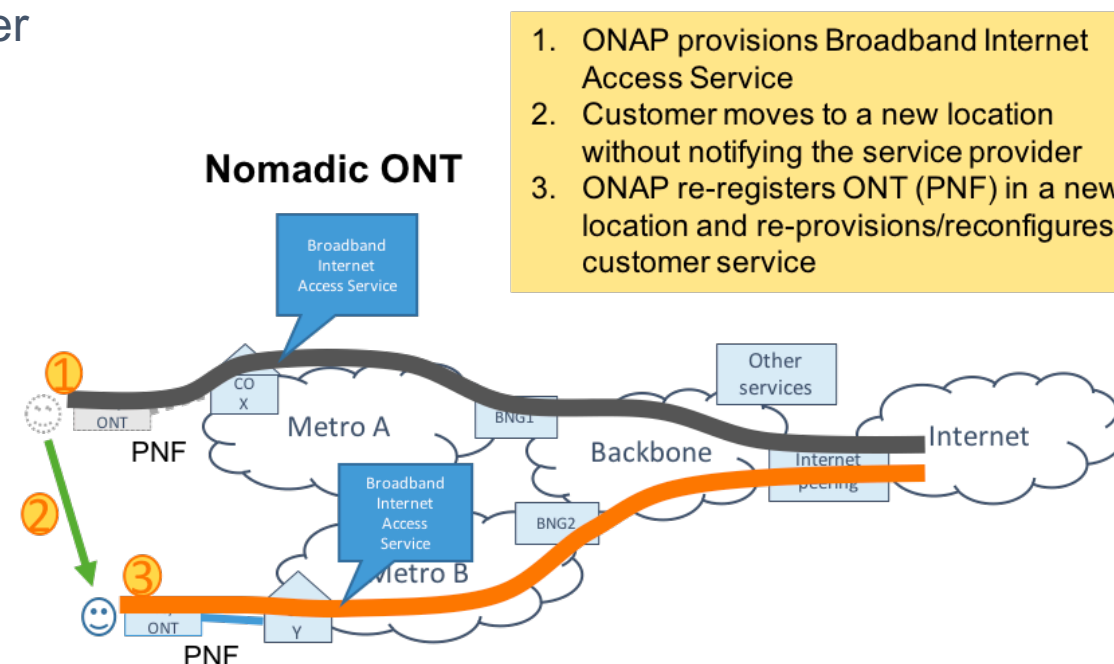 er
1. ONAP provisions Broadband Internet
Access Service
2. Customer moves to a new location
without notifying the service provider
3. ONAP re-registers ONT (PNF) in a new
location and re-provisions/reconfigures
customer service
Nomadic ONT
Broadband
Internet
Access Service
1
CO
X
ONT
PNF
Metro A
BNG1
Other
services
Backbone
Internet
peering
Internet
2
Broadband
Internet
Access
Service
BNG2
Metro B
3
ONT
Y
PNF